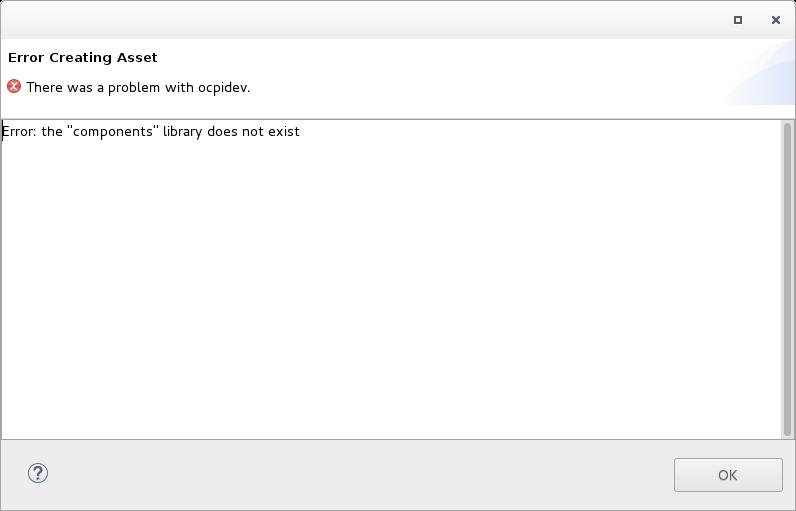 Error Creating Asset
There was a problem with ocpidev.
Error: the "components" library does not exist
?
OK